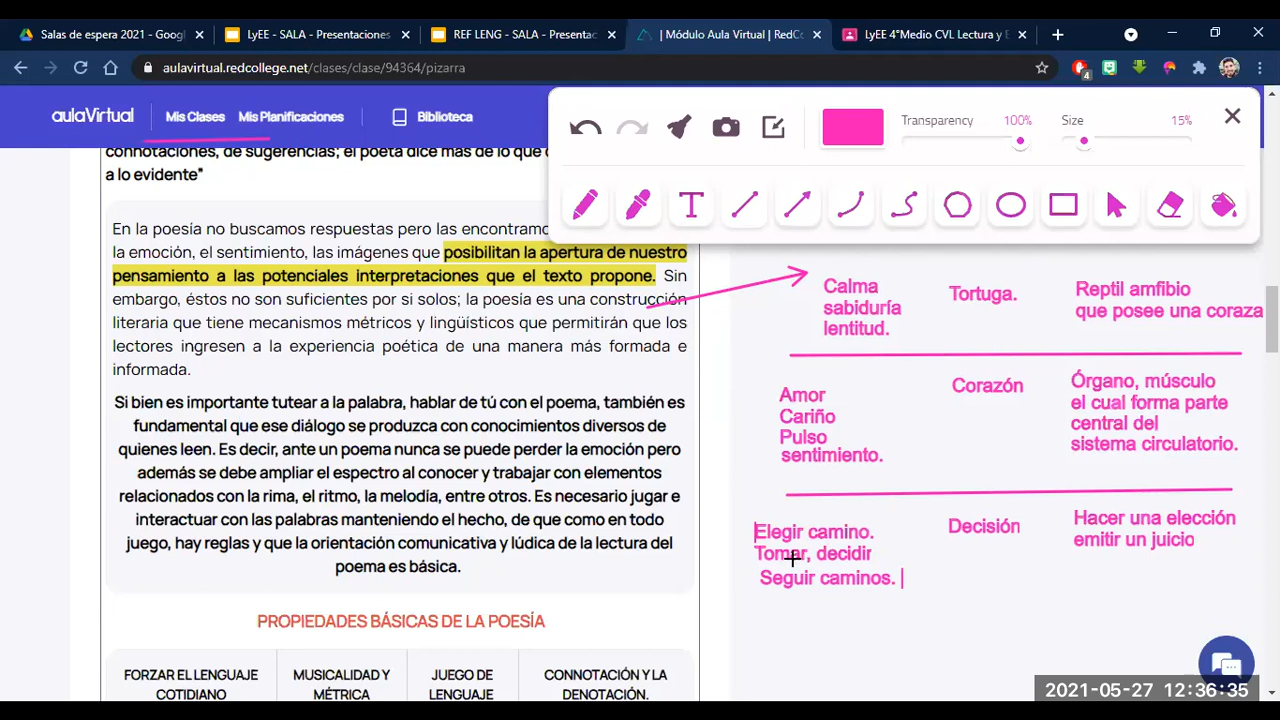 Salas de espera 2021 - Googl
LyEE - SALA - Presentaciones
REF LENG - SALA - Presentac
| Módulo Aula Virtual | RedCo
LyEE 4°Medio CVL Lectura y E
aulavirtual.redcollege.net/clases/clase/94364/pizarra
4
aulaVirtual
Mis Clases
Mis Planificaciones
Biblioteca
Transparency 100%
Size 15%
T
connotaciones, de sugerencias; el poeta dice más de lo que
a lo evidente”
En la poesía no buscamos respuestas pero las encontramo
la emoción, el sentimiento, las imágenes que posibilitan la apertura de nuestro
pensamiento a las potenciales interpretaciones que el texto propone. Sin
embargo, éstos no son suficientes por si solos; la poesía es una construcción
literaria que tiene mecanismos métricos y lingüísticos que permitirán que los
lectores ingresen a la experiencia poética de una manera más formada e
informada.
Si bien es importante tutear a la palabra, hablar de tú con el poema, también es
fundamental que ese diálogo se produzca con conocimientos diversos de
quienes leen. Es decir, ante un poema nunca se puede perder la emoción pero
además se debe ampliar el espectro al conocer y trabajar con elementos
relacionados con la rima, el ritmo, la melodía, entre otros. Es necesario jugar e
interactuar con las palabras manteniendo el hecho, de que como en todo
juego, hay reglas y que la orientación comunicativa y lúdica de la lectura del
poema es básica.
PROPIEDADES BÁSICAS DE LA POESÍA
FORZAR EL LENGUAJE
COTIDIANO
MUSICALIDAD Y
MÉTRICA
JUEGO DE
LENGUAJE
CONNOTACIÓN Y LA
DENOTACIÓN.
Calma
sabiduría
lentitud.
Tortuga.
Reptil amfibio
que posee una coraza
Amor
Cariño
Pulso
sentimiento.
Corazón
Órgano, músculo
el cual forma parte
central del
sistema circulatorio.
Elegir camino.
Tomar, decidir
Seguir caminos.
Decisión
Hacer una elección
emitir un juicio
2021-05-27 12:36:35